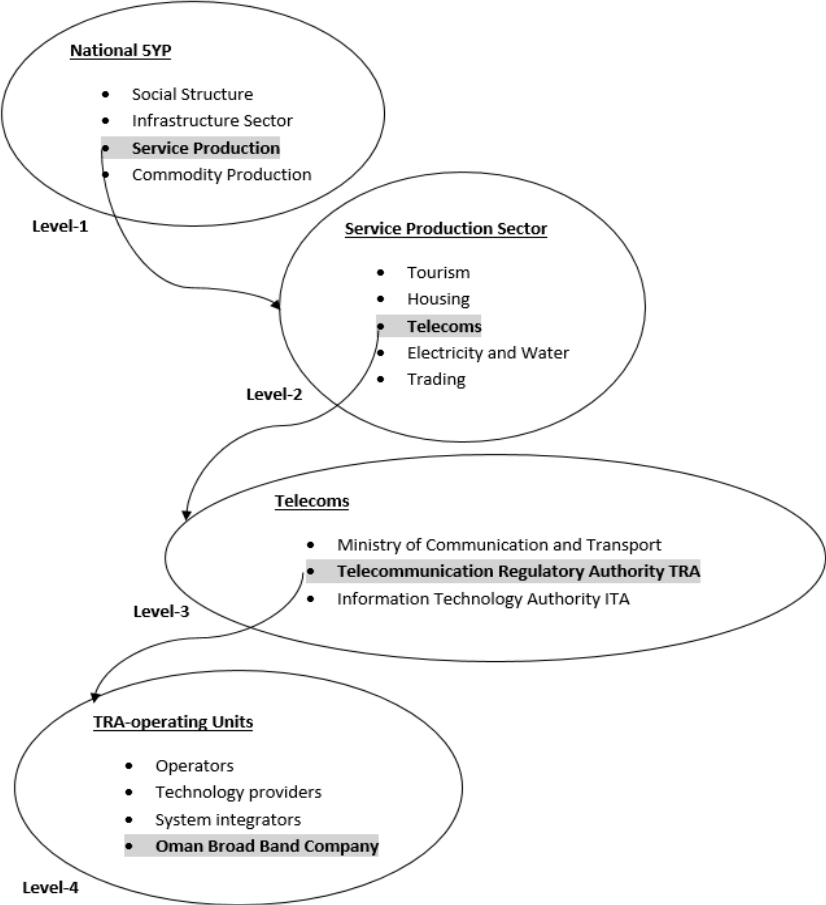 National 5YP
• Social Structure
• Infrastructure Sector
• Service Production
• Commodity Production
Level-1
Service Production Sector
• Tourism
• Housing
• Telecoms
• Electricity and Water
• Trading
Level-2
Telecoms
• Ministry of Communication and Transport
• Telecommunication Regulatory Authority TRA
• Information Technology Authority ITA
Level-3
TRA-operating Units
• Operators
• Technology providers
• System integrators
• Oman Broad Band Company
Level-4